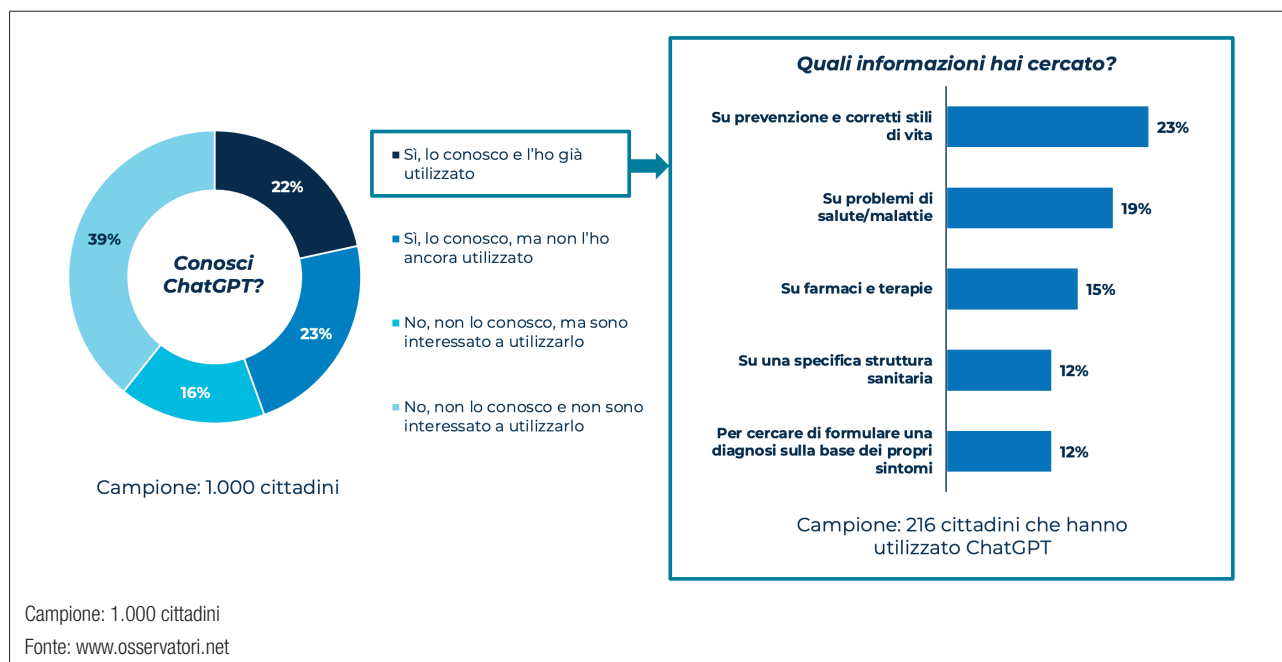 Conosci
ChatGPT?
22%
23%
16%
39%
Sì, lo conosco e l'ho già
utilizzato
Sì, lo conosco, ma non l'ho
ancora utilizzato
No, non lo conosco, ma sono
interessato a utilizzarlo
No, non lo conosco e non sono
interessato a utilizzarlo
Campione: 1.000 cittadini
Quali informazioni hai cercato?
Su prevenzione e corretti stili
di vita
23%
Su problemi di
salute/malattie
19%
Su farmaci e terapie
15%
Su una specifica struttura
sanitaria
12%
Per cercare di formulare una
diagnosi sulla base dei propri
sintomi
12%
Campione: 216 cittadini che hanno
utilizzato ChatGPT
Campione: 1.000 cittadini
Fonte: www.osservatori.net